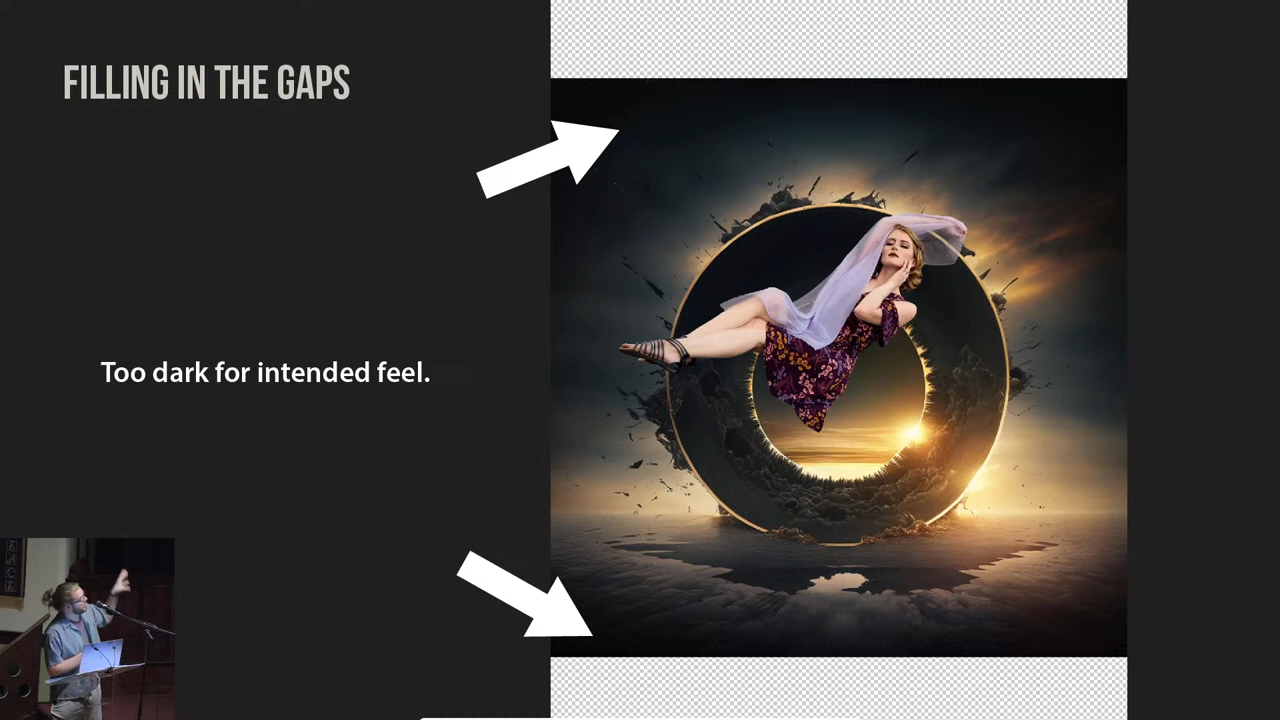 FILLING IN THE GAPS
Too dark for intended feel.